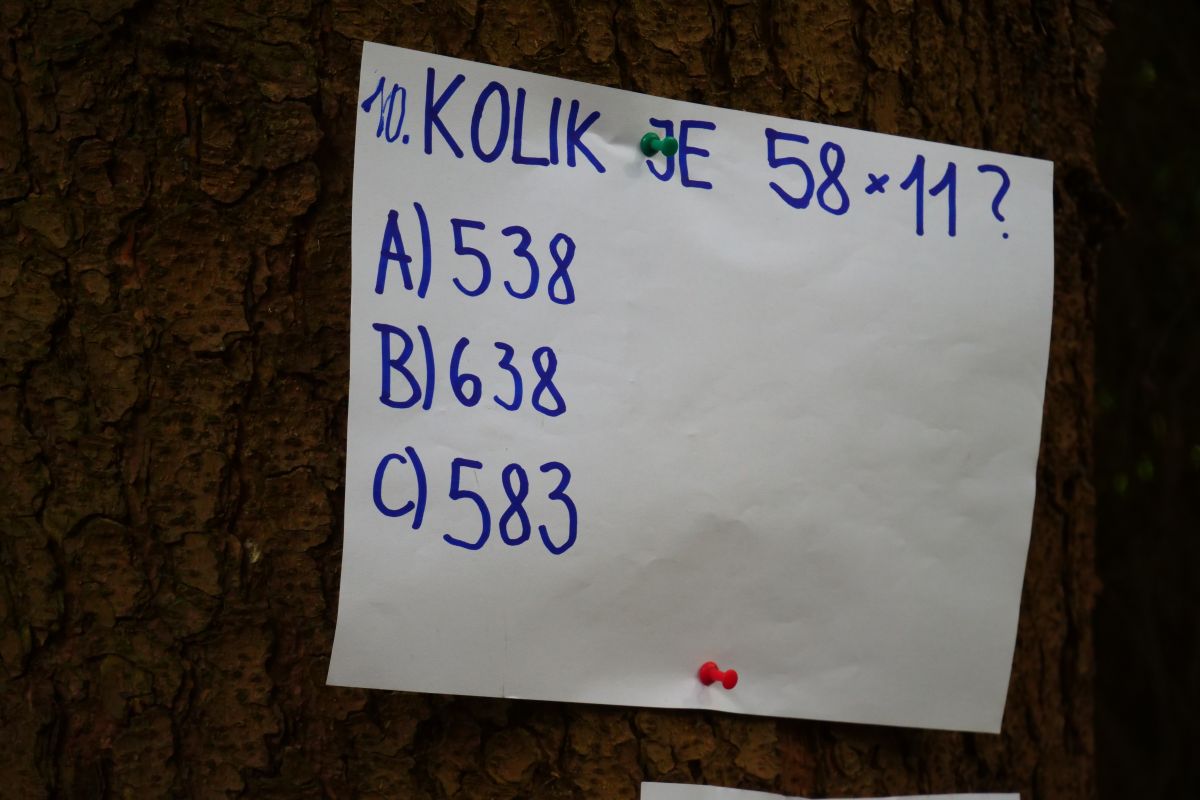 10. KOLIK JE 58 × 11?
A) 538
B) 638
C) 583